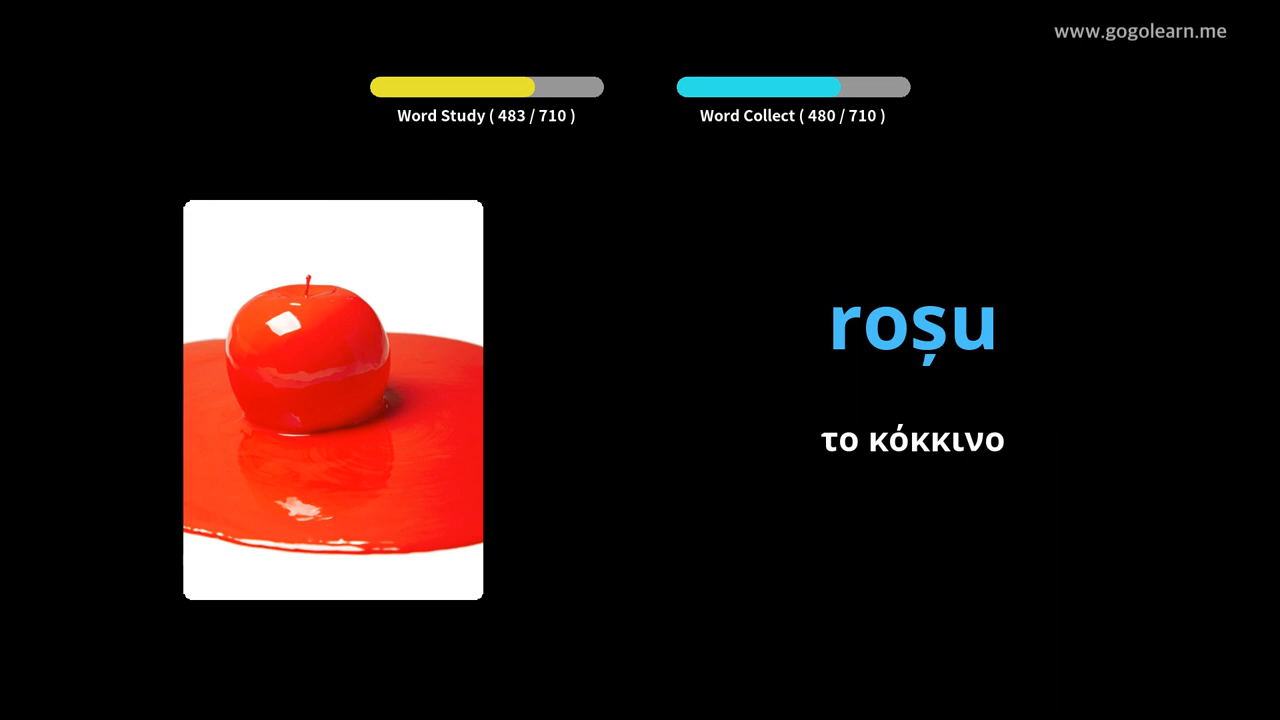 www.gogolearn.me
Word Study ( 483 / 710 )
Word Collect ( 480 / 710 )
roșu
το κόκκινο